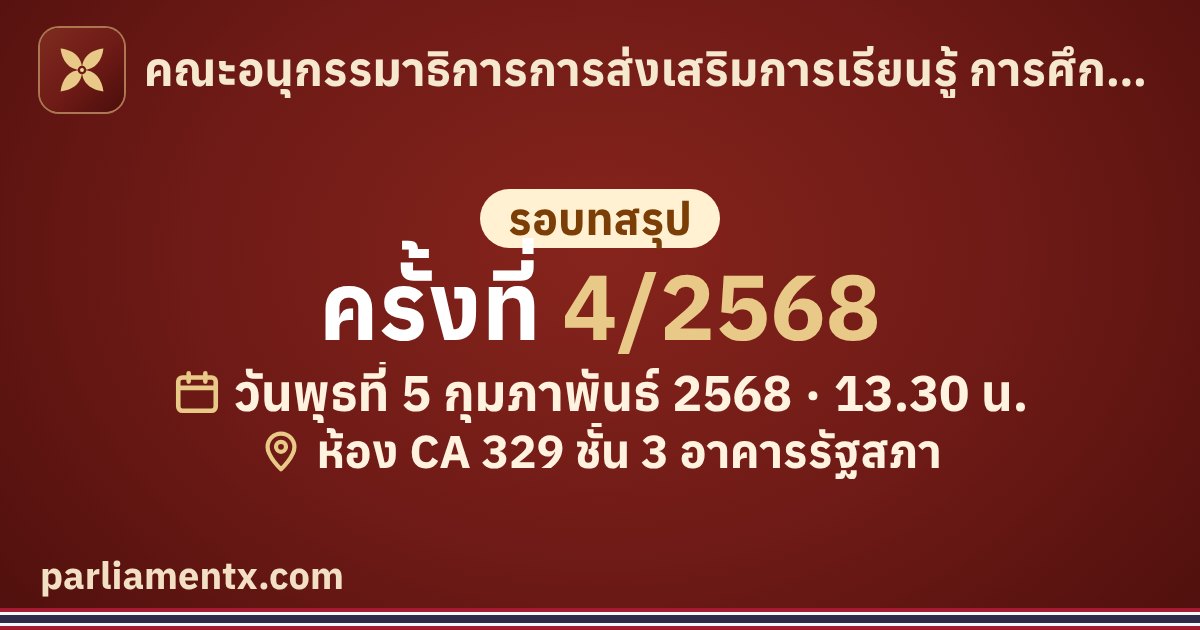 คณะอนุกรรมาธิการการส่งเสริมการเรียนรู้ การศึก...
รอบทสรุป
ครั้งที่ 4/2568
วันพุธที่ 5 กุมภาพันธ์ 2568 · 13.30 น.
ห้อง CA 329 ชั้น 3 อาคารรัฐสภา
parliamentx.com